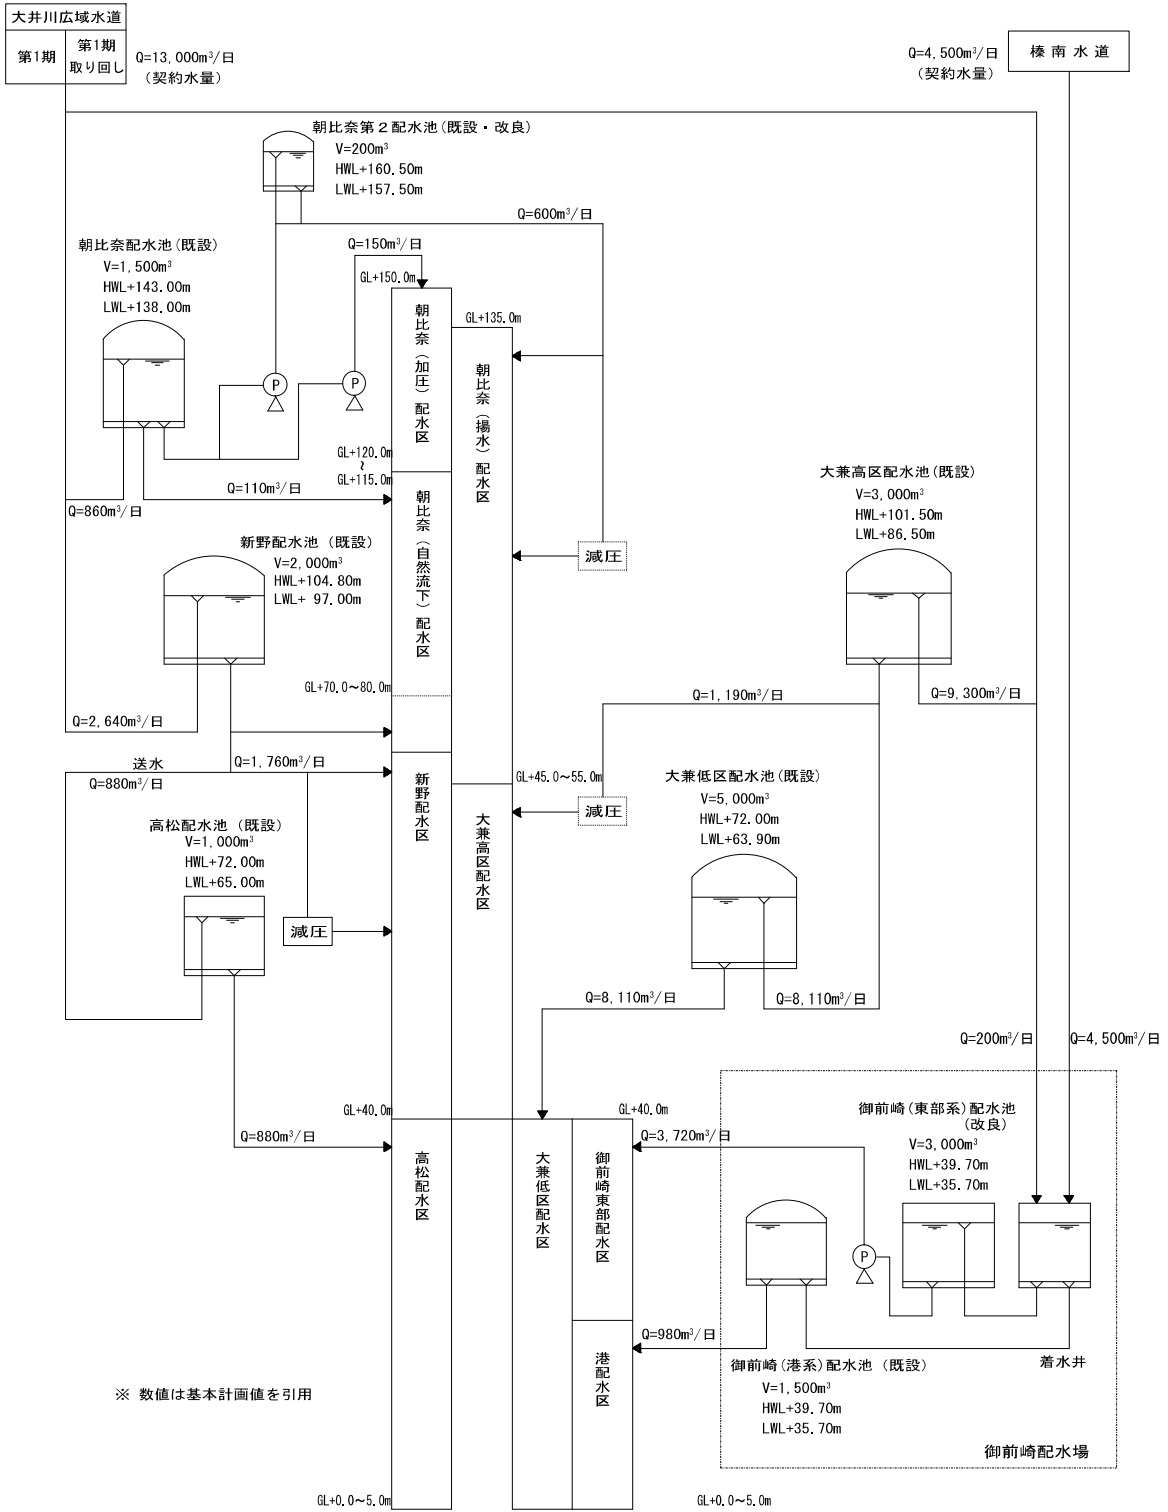 大井川広域水道
第1期
第1期
取り回し
Q=13,000m³/日
(契約水量)
Q=4,500m³/日
(契約水量)
榛南水道
朝比奈第2配水池(既設・改良)
V=200m³
HWL+160.50m
LWL+157.50m
Q=600m³/日
朝比奈配水池(既設)
V=1,500m³
HWL+143.00m
LWL+138.00m
Q=150m³/日
GL+150.0m
GL+135.0m
P
P
朝比奈(加圧)配水区
朝比奈(揚水)配水区
GL+120.0m
~
GL+115.0m
Q=110m³/日
Q=860m³/日
朝比奈(自然流下)配水区
減圧
大兼高区配水池(既設)
V=3,000m³
HWL+101.50m
LWL+86.50m
新野配水池(既設)
V=2,000m³
HWL+104.80m
LWL+ 97.00m
GL+70.0~80.0m
Q=2,640m³/日
Q=1,190m³/日
Q=9,300m³/日
送水
Q=1,760m³/日
Q=880m³/日
新野配水区
GL+45.0~55.0m
減圧
大兼高区配水区
大兼低区配水池(既設)
V=5,000m³
HWL+72.00m
LWL+63.90m
高松配水池(既設)
V=1,000m³
HWL+72.00m
LWL+65.00m
減圧
Q=8,110m³/日
Q=8,110m³/日
Q=200m³/日
Q=4,500m³/日
GL+40.0m
GL+40.0m
Q=880m³/日
高松配水区
大兼低区配水区
御前崎東部配水区
Q=3,720m³/日
御前崎(東部系)配水池
(改良)
V=3,000m³
HWL+39.70m
LWL+35.70m
P
港配水区
Q=980m³/日
御前崎(港系)配水池(既設)
V=1,500m³
HWL+39.70m
LWL+35.70m
着水井
御前崎配水場
※ 数値は基本計画値を引用
GL+0.0~5.0m
GL+0.0~5.0m